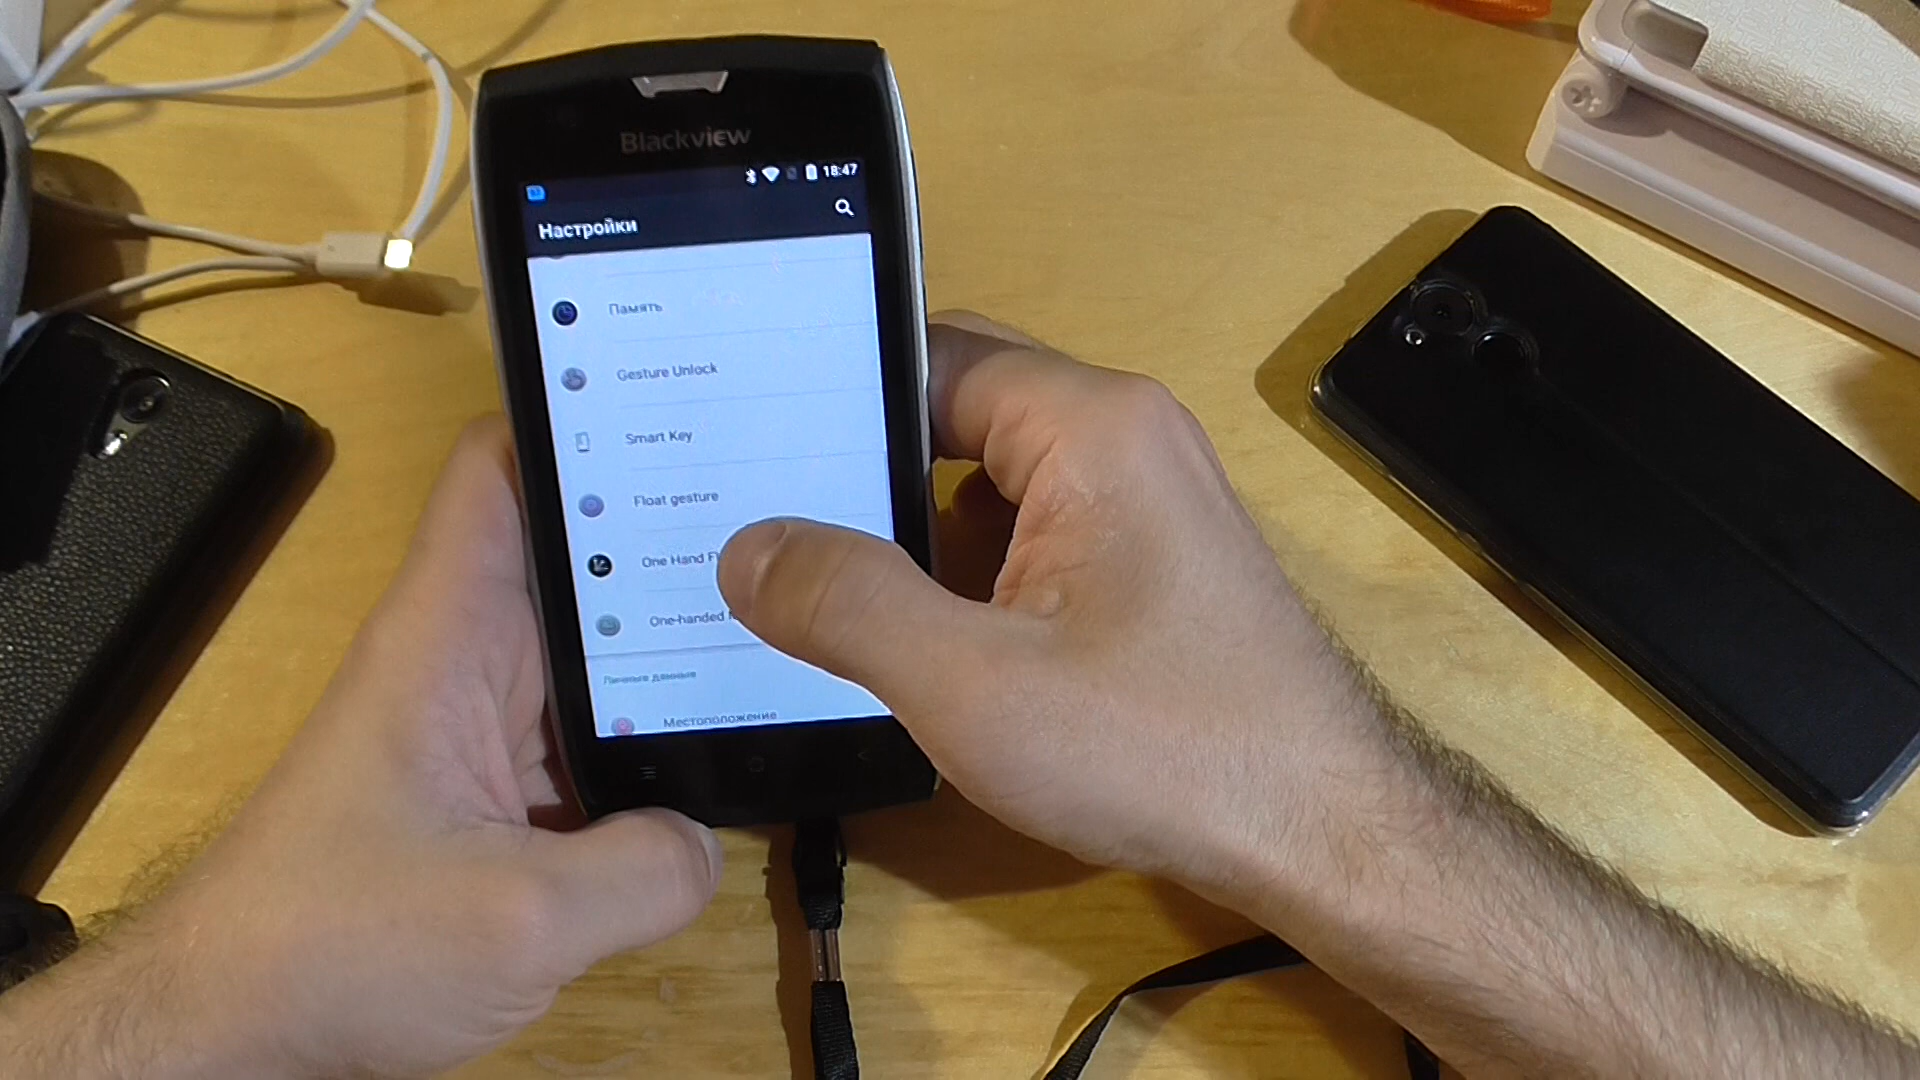 Blackview
18:47
Настройки
Память
Gesture Unlock
Smart Key
Float gesture
One Hand
One-handed
Личные данные
Местоположение